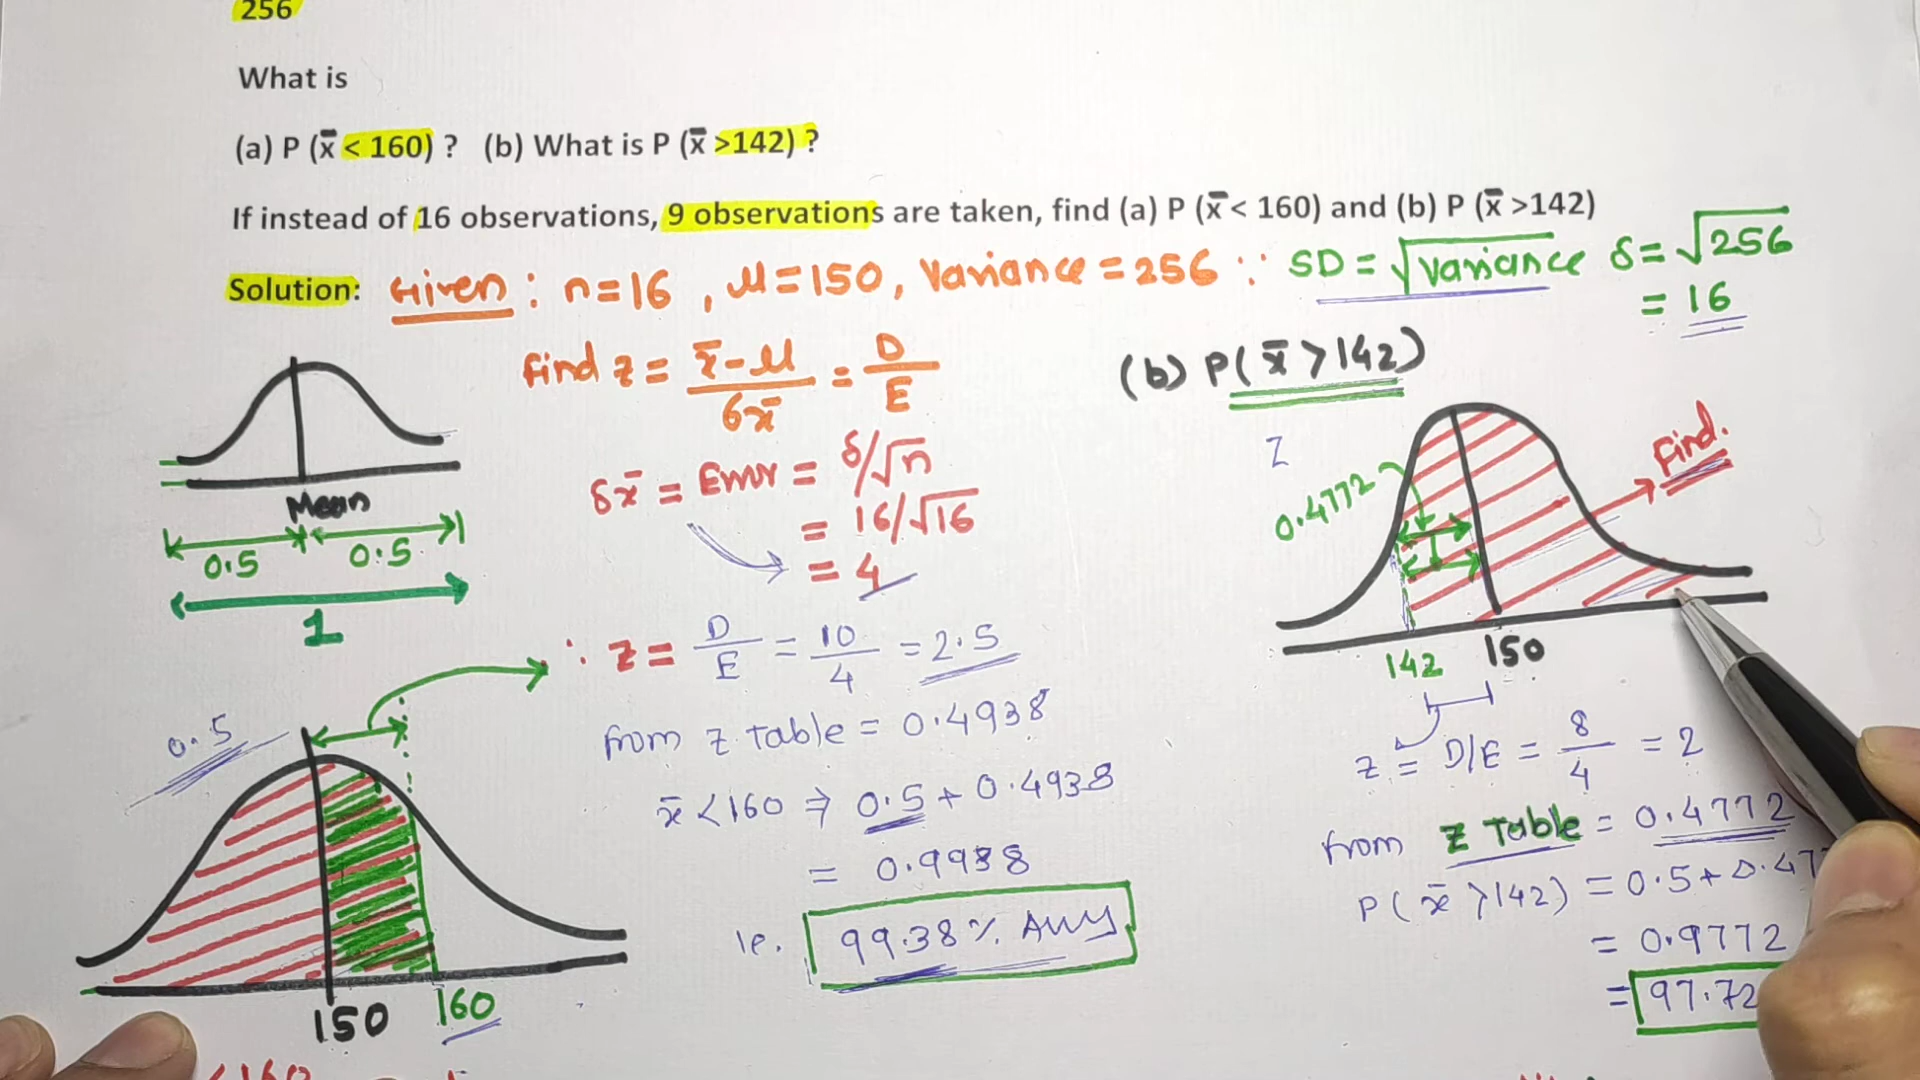 256
What is
(a) P (x̄ < 160) ? (b) What is P (x̄ >142) ?
If instead of 16 observations, 9 observations are taken, find (a) P (x̄ < 160) and (b) P (x̄ >142)
Solution: Given : n=16 , μ=150, Variance = 256 ∵ SD = √variance σ = √256
= 16
find z = x̄-μ/σx̄ = D/E
Mean
0.5 0.5
1
σx̄ = Error = σ/√n
= 16/√16
= 4
∴ z = D/E = 10/4 = 2.5
from z table = 0.4938
x̄ <160 ⇒ 0.5 + 0.4938
= 0.9938
ie. 99.38 % Ans
0.5
150 160
(b) P( x̄ > 142)
Z
0.4772
Find.
142 150
z = D/E = 8/4 = 2
from Z Table = 0.4772
P( x̄ >142) = 0.5+ 0.47
= 0.9772
= 97.72
<160